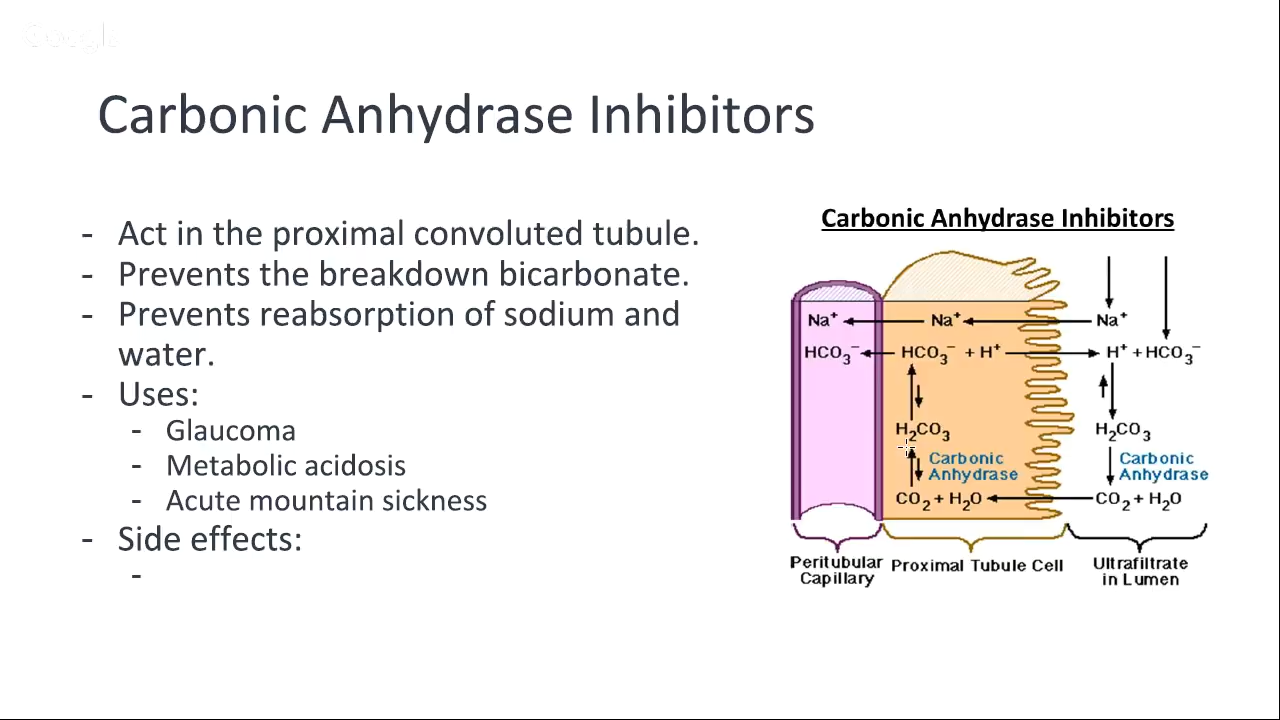 Carbonic Anhydrase Inhibitors
- Act in the proximal convoluted tubule.
- Prevents the breakdown bicarbonate.
- Prevents reabsorption of sodium and
water.
- Uses:
- Glaucoma
- Metabolic acidosis
- Acute mountain sickness
- Side effects:
-
Carbonic Anhydrase Inhibitors
Na⁺ Na⁺ Na⁺
HCO₃⁻ HCO₃⁻ + H⁺ H⁺ + HCO₃⁻
H₂CO₃ H₂CO₃
Carbonic Carbonic
Anhydrase Anhydrase
CO₂ + H₂O CO₂ + H₂O
Peritubular Proximal Tubule Cell Ultrafiltrate
Capillary in Lumen